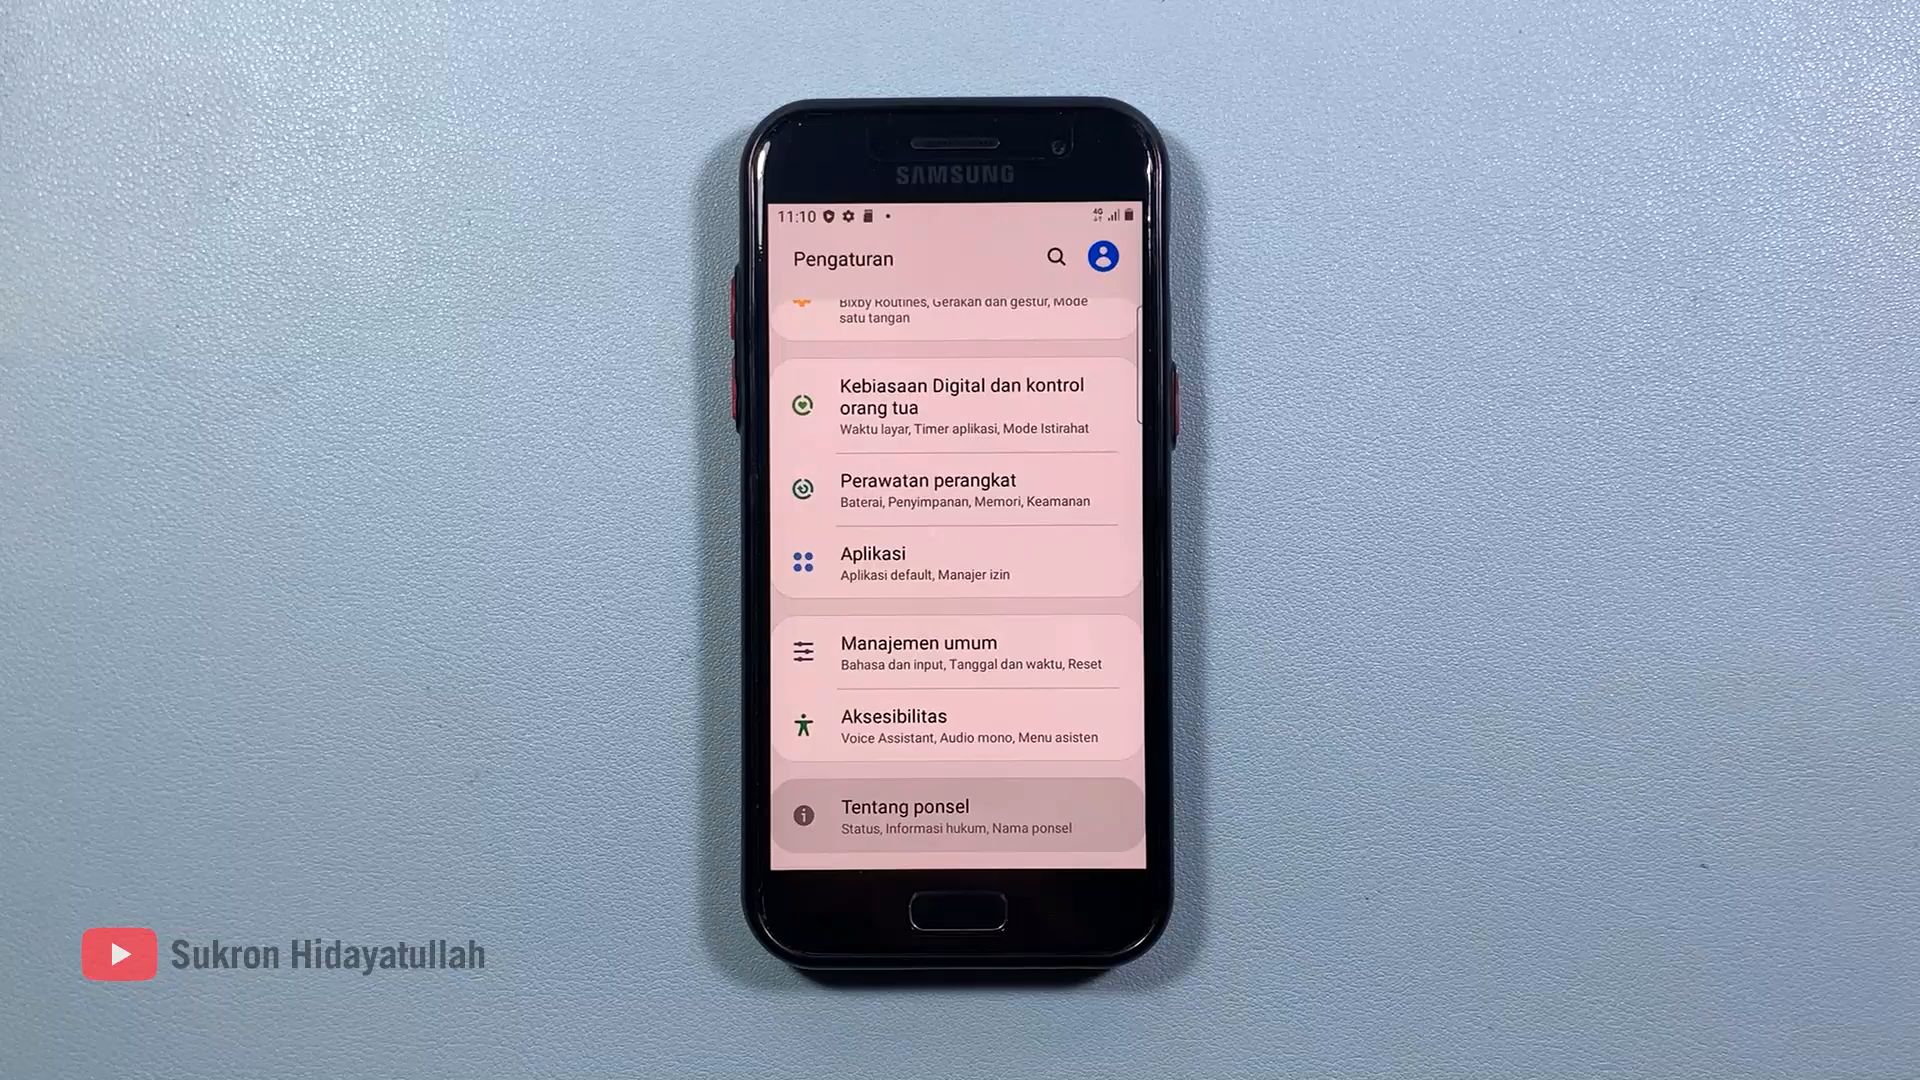 SAMSUNG
11:10
4G
Pengaturan
Bixby Routines, Gerakan dan gestur, Mode
satu tangan
Kebiasaan Digital dan kontrol
orang tua
Waktu layar, Timer aplikasi, Mode Istirahat
Perawatan perangkat
Baterai, Penyimpanan, Memori, Keamanan
Aplikasi
Aplikasi default, Manajer izin
Manajemen umum
Bahasa dan input, Tanggal dan waktu, Reset
Aksesibilitas
Voice Assistant, Audio mono, Menu asisten
Tentang ponsel
Status, Informasi hukum, Nama ponsel
Sukron Hidayatullah